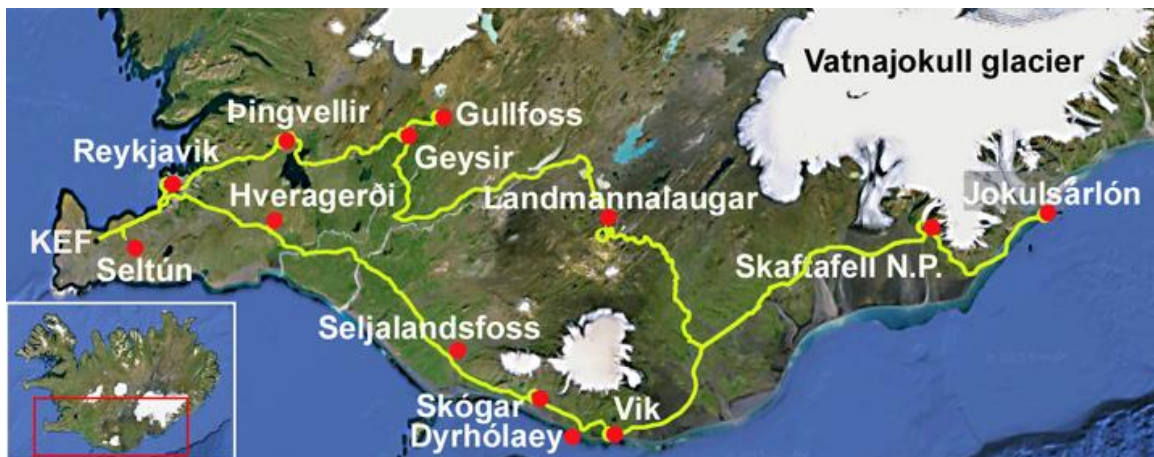 Vatnajokull glacier
Þingvellir
Gullfoss
Reykjavik
Geysir
Hveragerði
Landmannalaugar
Jokulsárlón
KEF
Seltún
Skaftafell N.P.
Seljalandsfoss
Skógar
Vik
Dyrhólaey